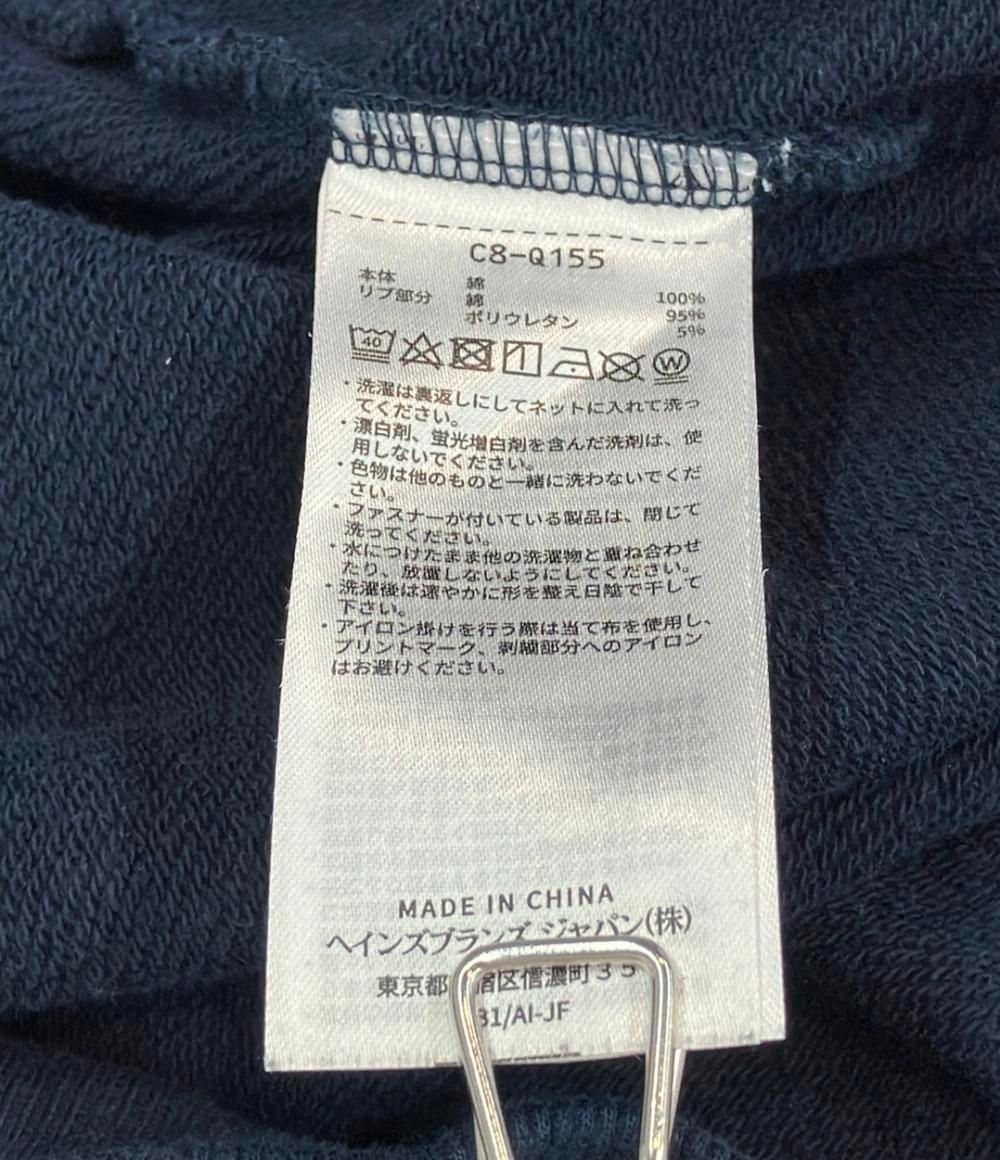 C8-Q155
本体 綿 100%
リブ部分 綿 95%
ポリウレタン 5%
40
W
・洗濯は裏返しにしてネットに入れて洗っ
てください。
・漂白剤、蛍光増白剤を含んだ洗剤は、使
用しないでください。
・色物は他のものと一緒に洗わないでくだ
さい。
・ファスナーが付いている製品は、閉じて
洗ってください。
・水につけたまま他の洗濯物と重ね合わせ
たり、放置しないようにしてください。
・洗濯後は速やかに形を整え日陰で干して
下さい。
・アイロン掛けを行う際は当て布を使用し、
プリントマーク、刺繍部分へのアイロン
はお避けください。
MADE IN CHINA
ヘインズブランズ ジャパン(株)
東京都 宿区信濃町35
31/AI-JF